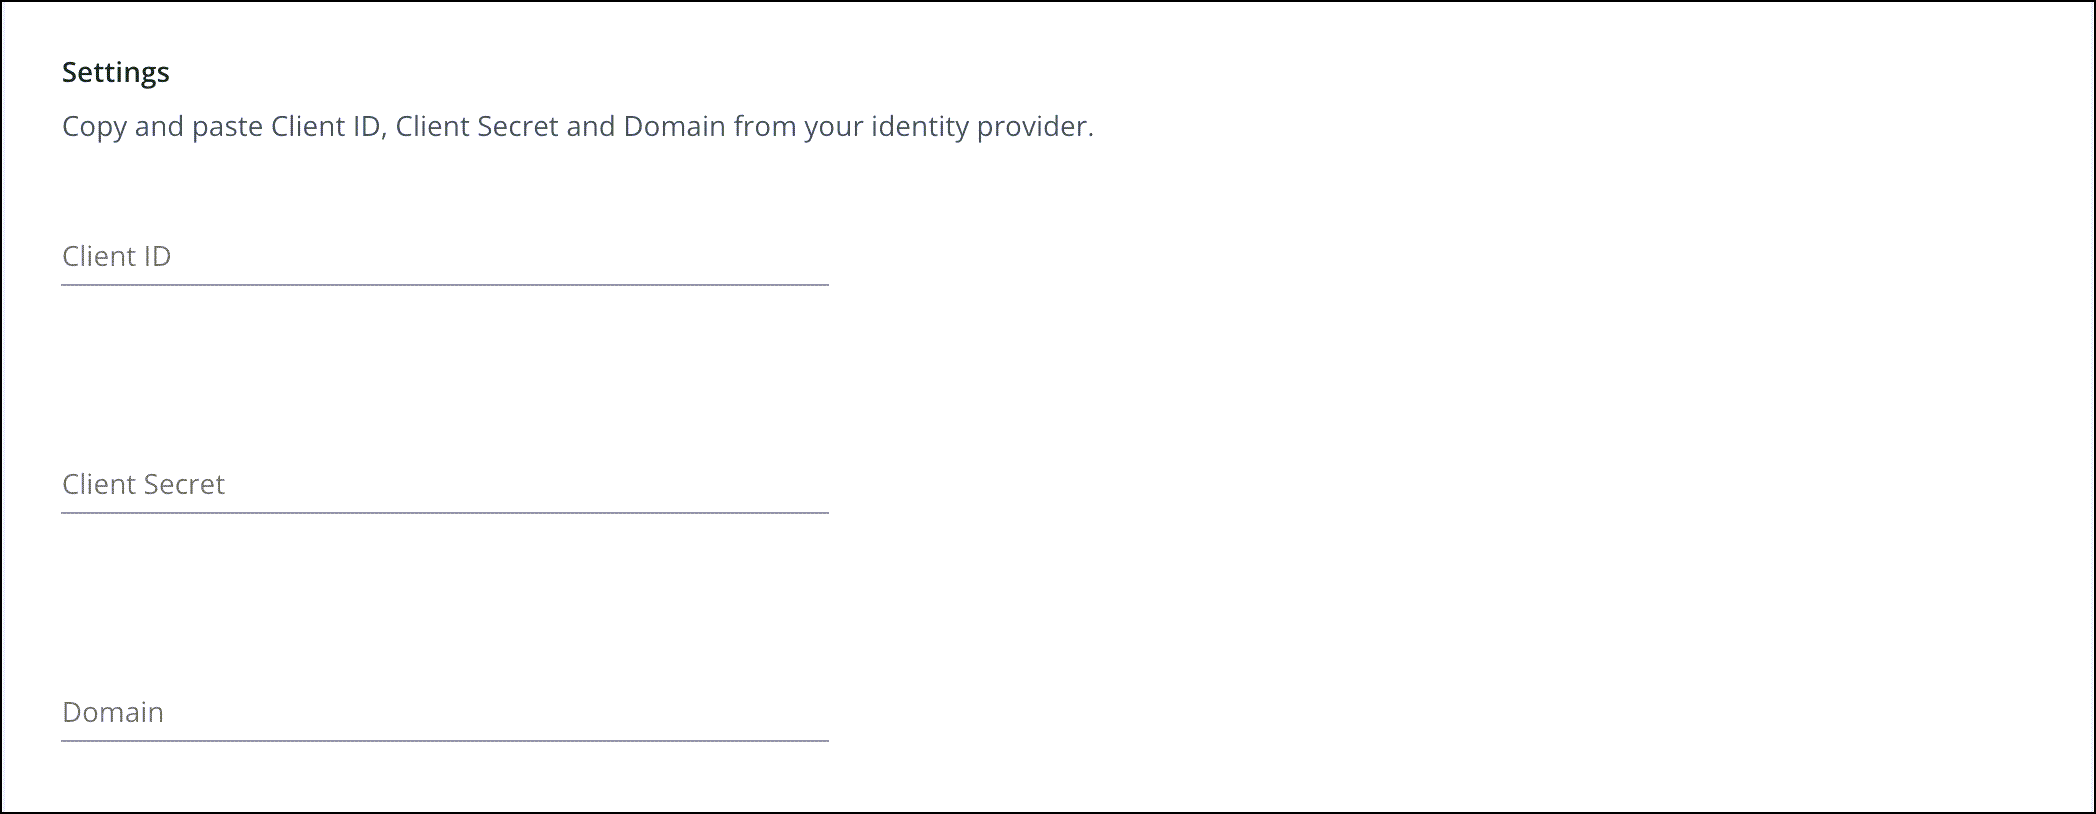 Settings
Copy and paste Client ID, Client Secret and Domain from your identity provider.
Client ID
Client Secret
Domain